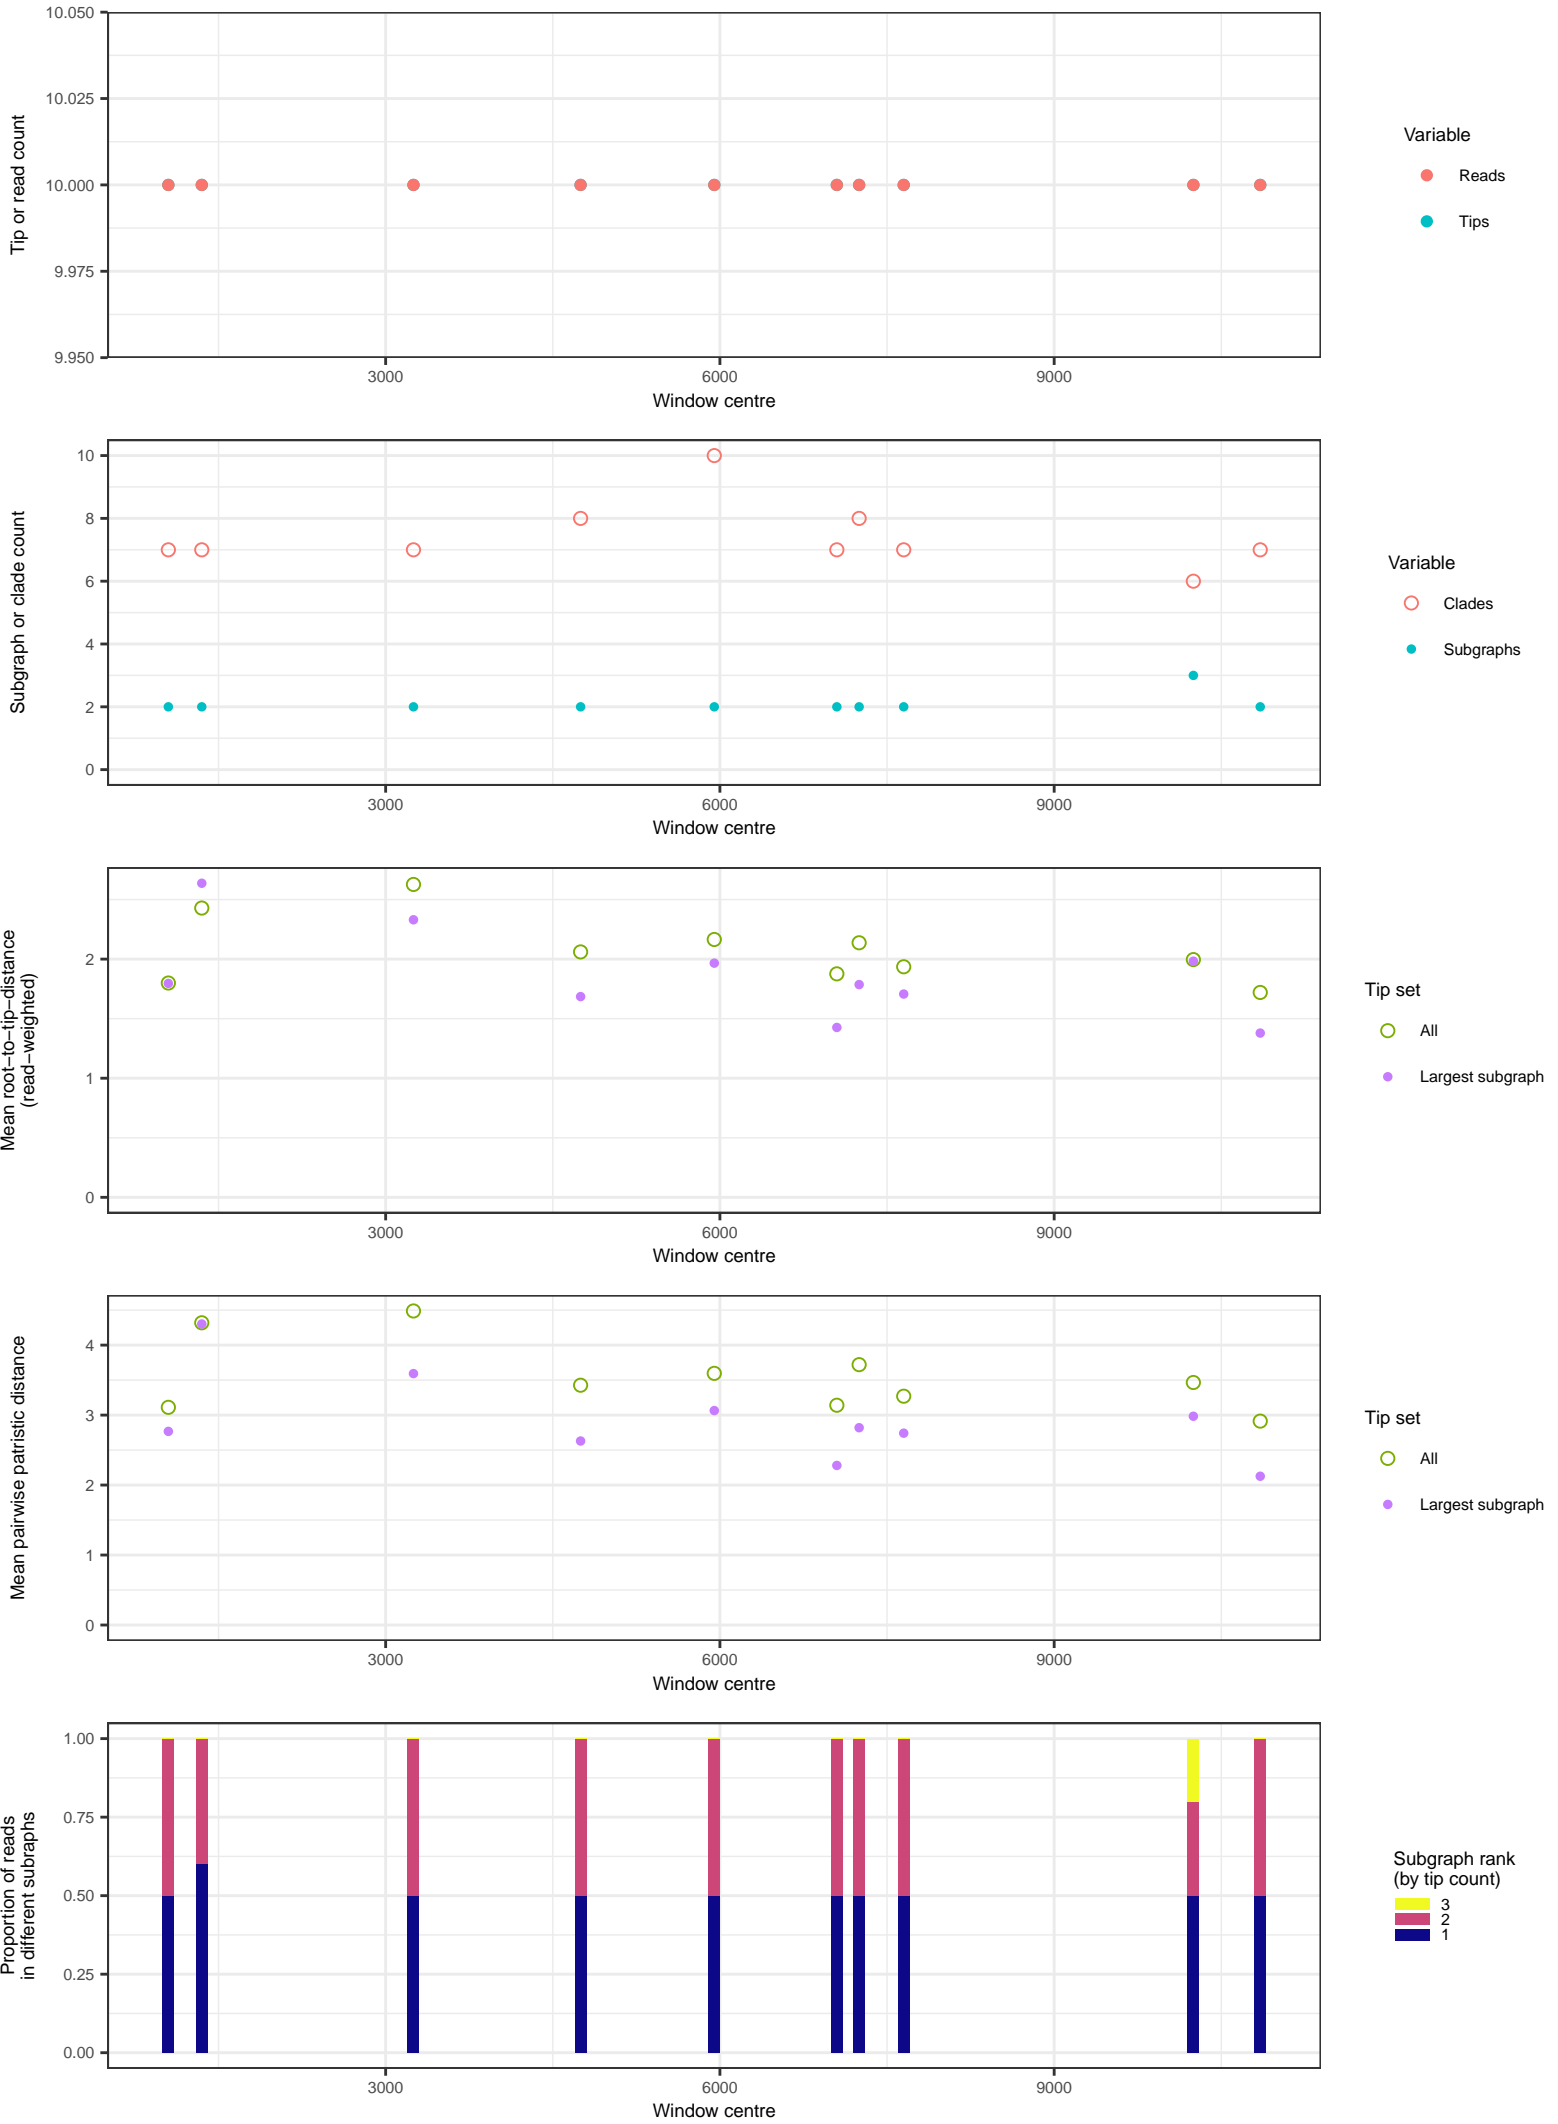 10.050
10.025
10.000
9.975
9.950
Tip or read count
3000 6000 9000
Window centre
Variable
Reads
Tips
10
8
6
4
2
0
Subgraph or clade count
3000 6000 9000
Window centre
Variable
Clades
Subgraphs
2
1
0
Mean root−to−tip−distance
(read−weighted)
3000 6000 9000
Window centre
Tip set
All
Largest subgraph
4
3
2
1
0
Mean pairwise patristic distance
3000 6000 9000
Window centre
Tip set
All
Largest subgraph
1.00
0.75
0.50
0.25
0.00
Proportion of reads
in different subraphs
3000 6000 9000
Window centre
Subgraph rank
(by tip count)
3
2
1